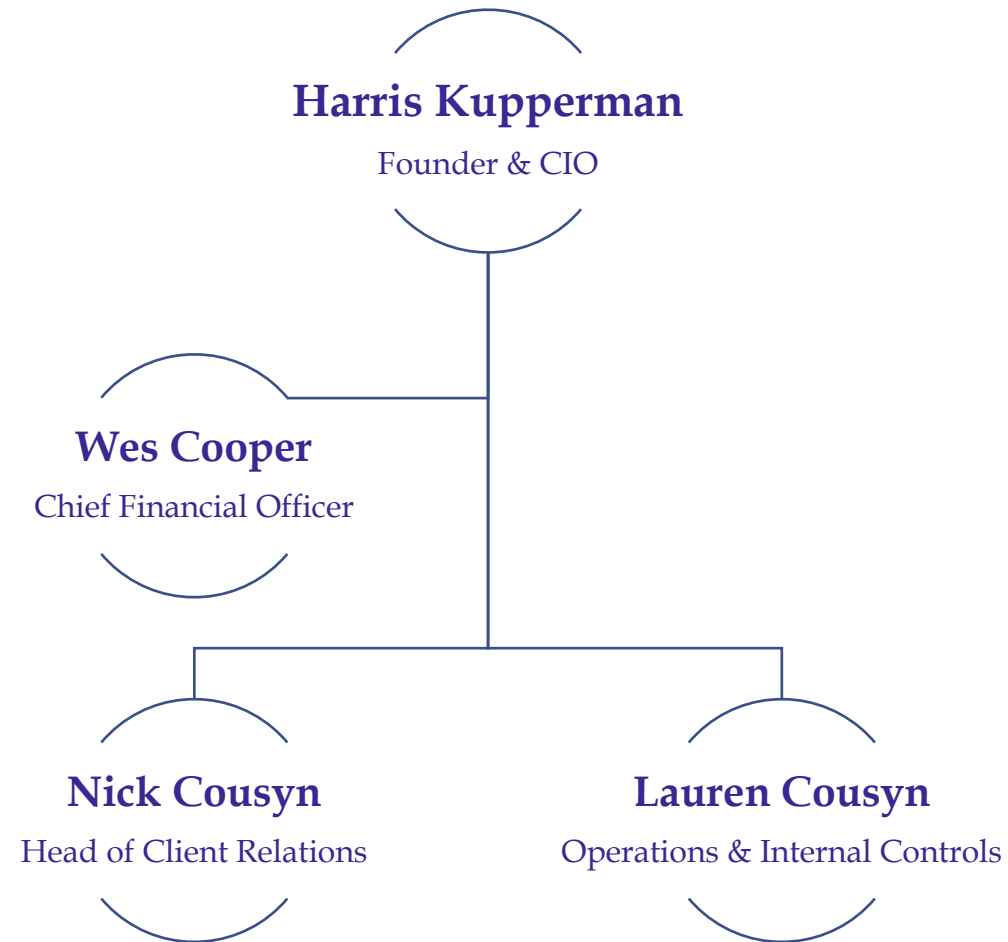 Harris Kupperman
Founder & CIO
Wes Cooper
Chief Financial Officer
Nick Cousyn
Head of Client Relations
Lauren Cousyn
Operations & Internal Controls